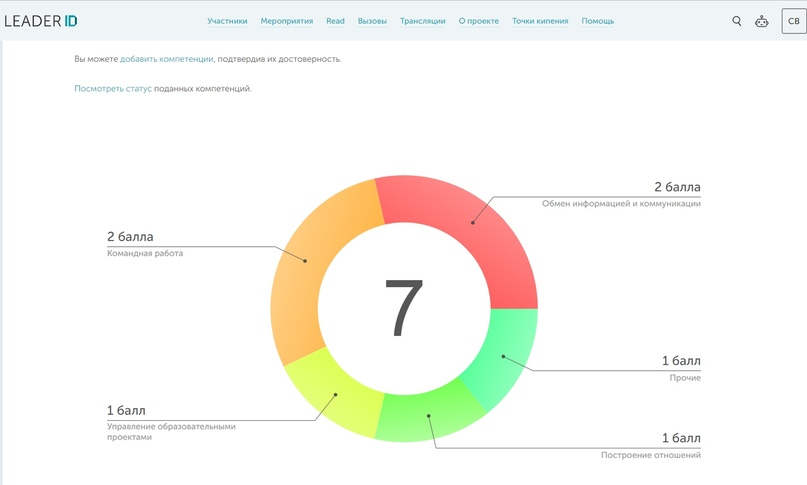 LEADER ID
Участники Мероприятия Read Вызовы Трансляции О проекте Точки кипения Помощь
СВ
Вы можете добавить компетенции, подтвердив их достоверность.
Посмотреть статус поданных компетенций.
2 балла
Обмен информацией и коммуникации
2 балла
Командная работа
7
1 балл
Прочие
1 балл
Управление образовательными
проектами
1 балл
Построение отношений